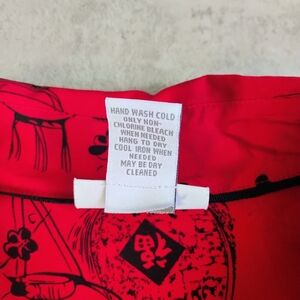 HAND WASH COLD
ONLY NON-
CHLORINE BLEACH
WHEN NEEDED
HANG TO DRY
COOL IRON WHEN
NEEDED
MAY BE DRY
CLEANED
福